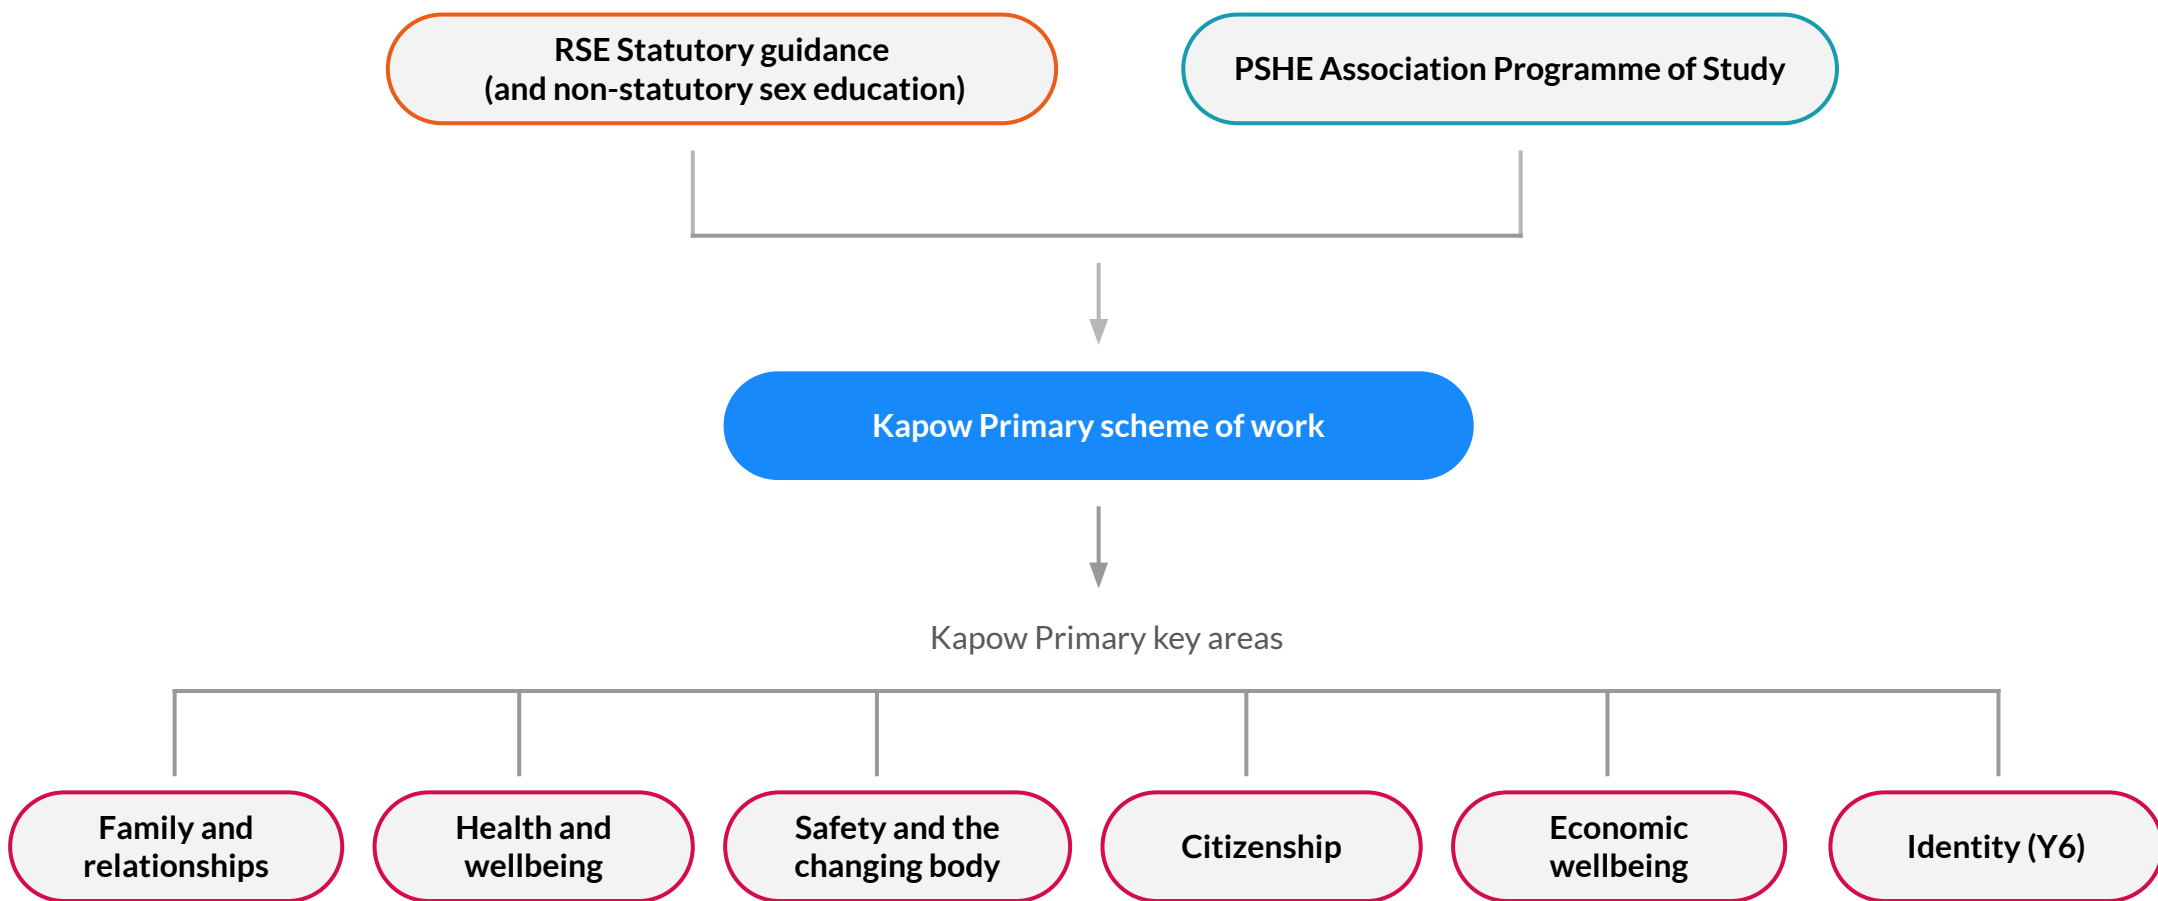 RSE Statutory guidance
(and non-statutory sex education)
PSHE Association Programme of Study
Kapow Primary scheme of work
Kapow Primary key areas
Family and
relationships
Health and
wellbeing
Safety and the
changing body
Citizenship
Economic
wellbeing
Identity (Y6)